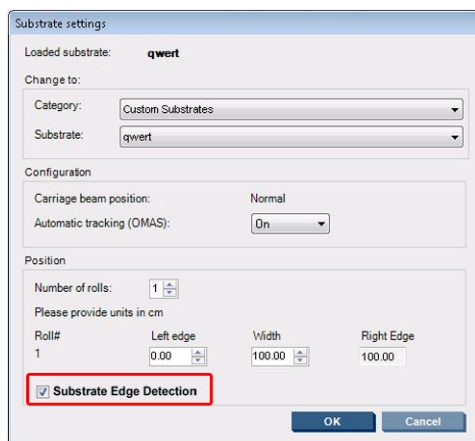 Substrate settings
Loaded substrate: qwert
Change to:
Category: Custom Substrates
Substrate: qwert
Configuration
Carriage beam position: Normal
Automatic tracking (OMAS): On
Position
Number of rolls: 1
Please provide units in cm
Roll# Left edge Width Right Edge
1 0.00 100.00 100.00
Substrate Edge Detection
OK Cancel